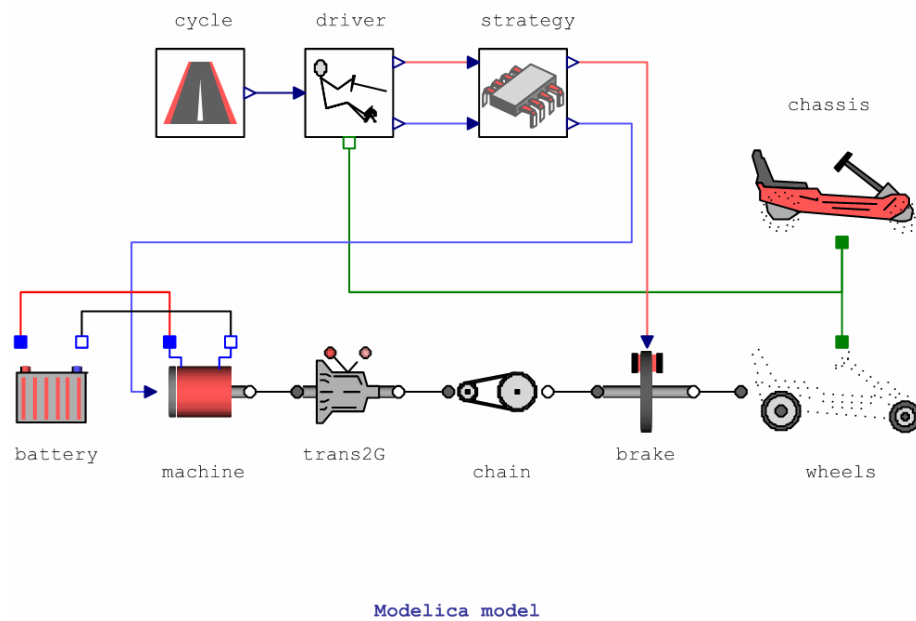 cycle
driver
strategy
chassis
battery
machine
trans2G
chain
brake
wheels
Modelica model